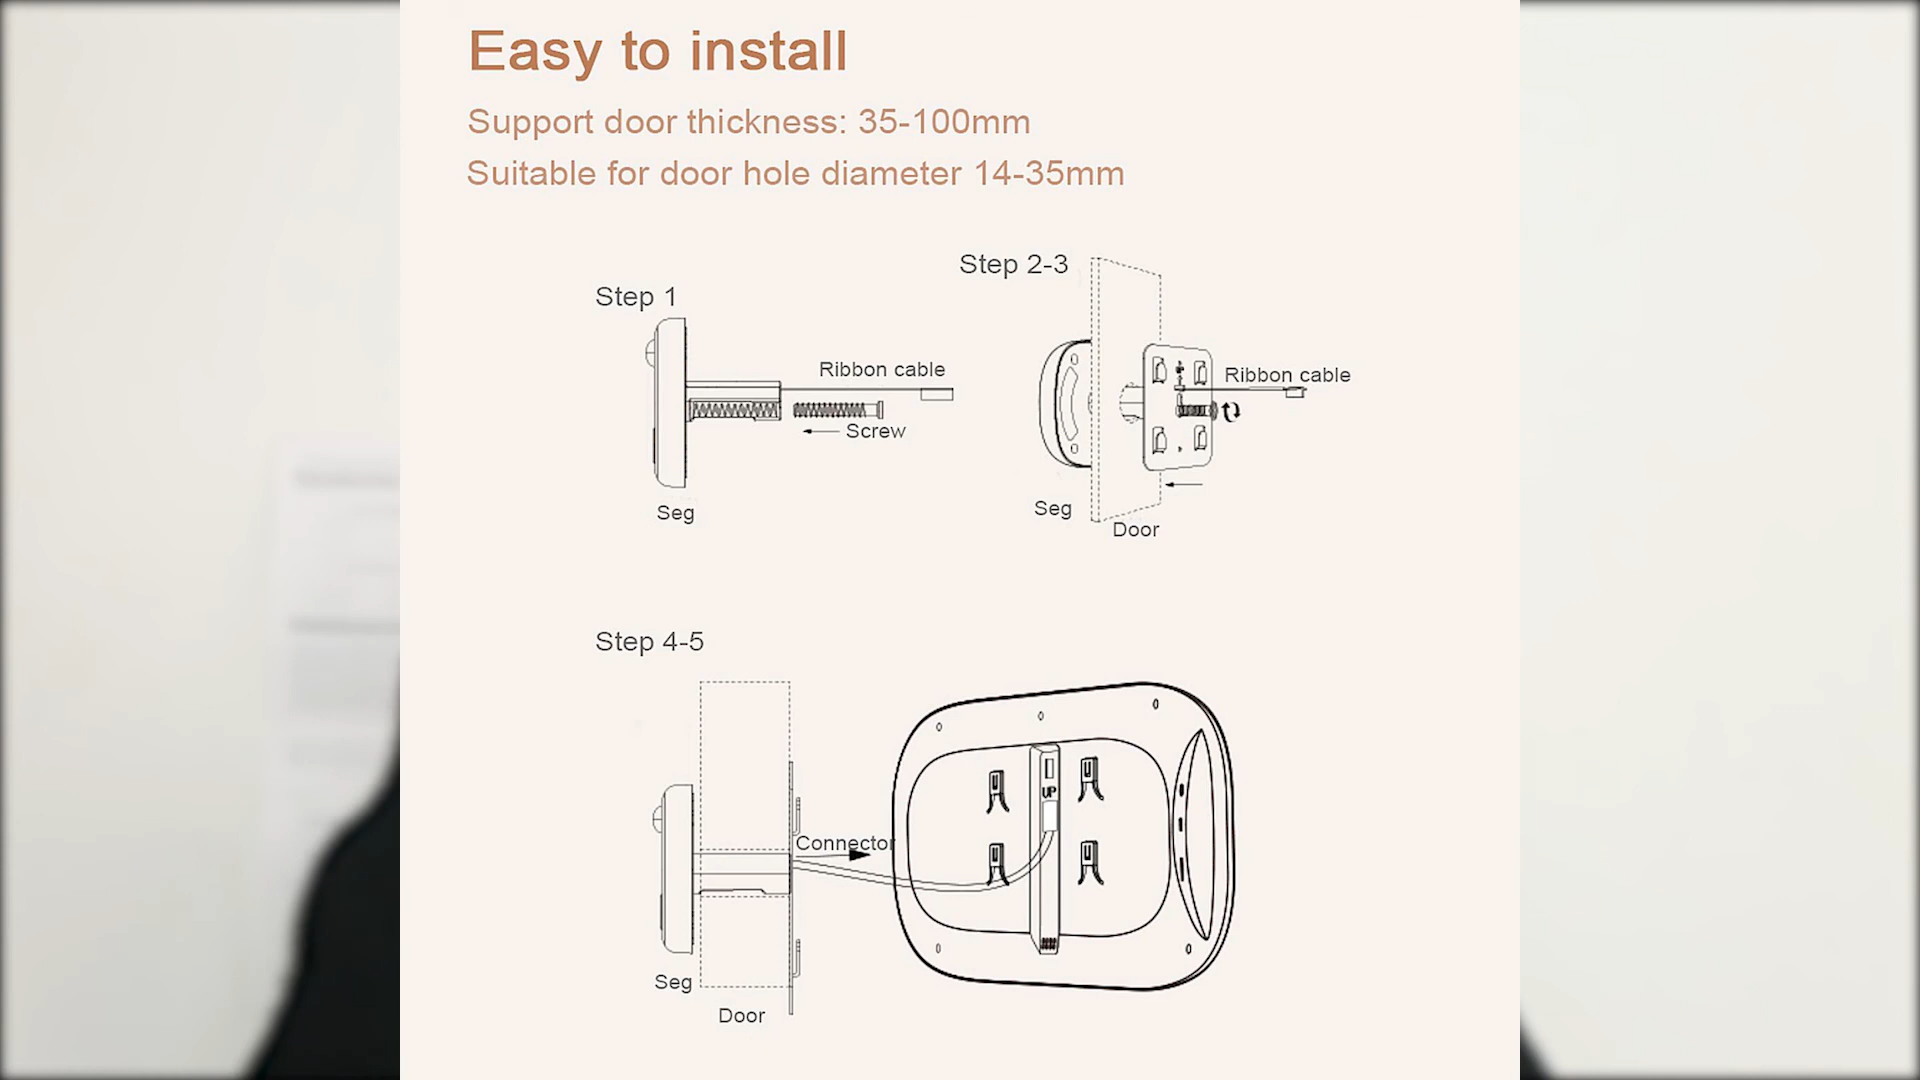 Easy to install
Support door thickness: 35-100mm
Suitable for door hole diameter 14-35mm
Step 1
Ribbon cable
Screw
Seg
Step 2-3
Ribbon cable
Seg
Door
Step 4-5
UP
Connector
Seg
Door